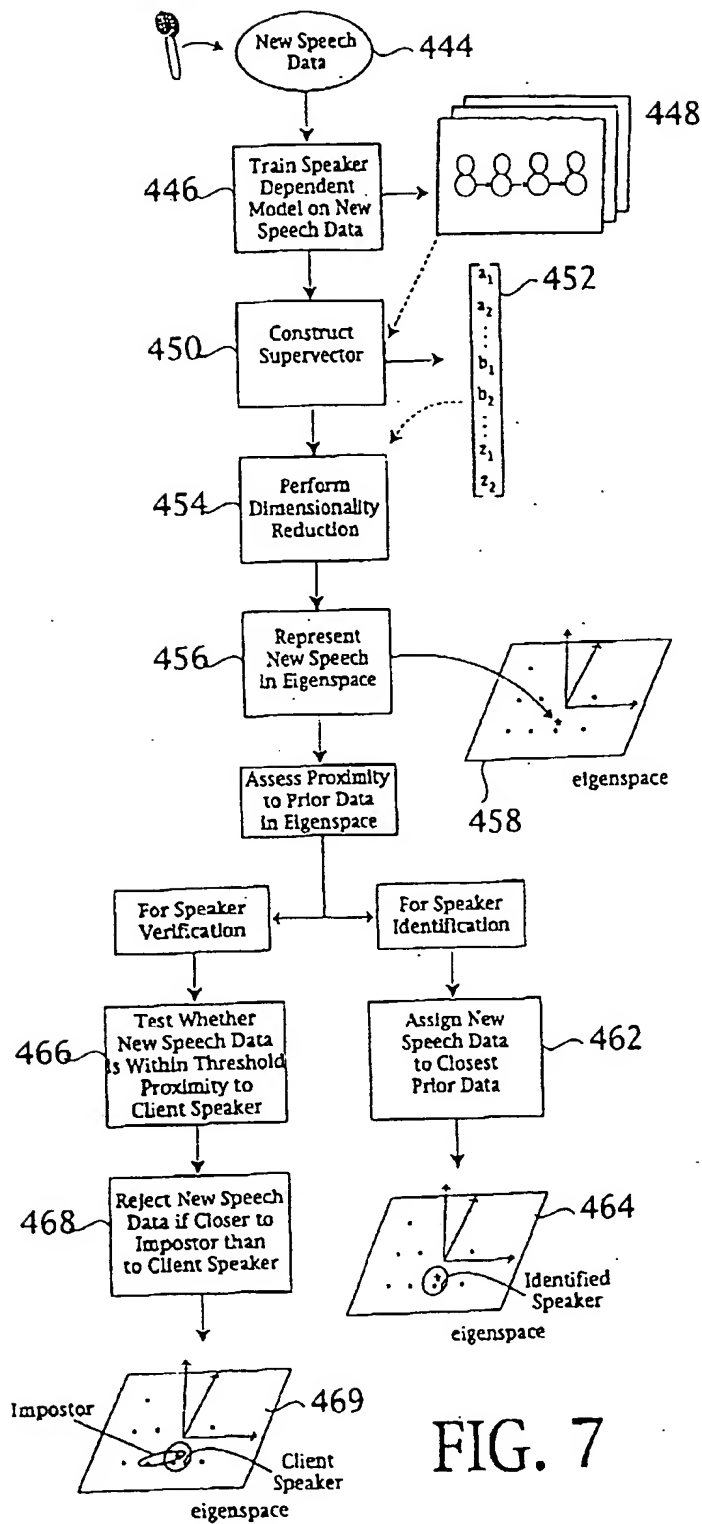 New Speech
Data
444
448
446
Train Speaker
Dependent
Model on New
Speech Data
452
a1
a2
⋮
b1
b2
⋮
z1
z2
450
Construct
Supervector
454
Perform
Dimensionality
Reduction
456
Represent
New Speech
in Eigenspace
458
eigenspace
Assess Proximity
to Prior Data
in Eigenspace
For Speaker
Verification
For Speaker
Identification
466
Test Whether
New Speech Data
is Within Threshold
Proximity to
Client Speaker
Assign New
Speech Data
to Closest
Prior Data
462
468
Reject New Speech
Data if Closer to
Impostor than
to Client Speaker
464
Identified
Speaker
eigenspace
469
Impostor
Client
Speaker
eigenspace
FIG. 7